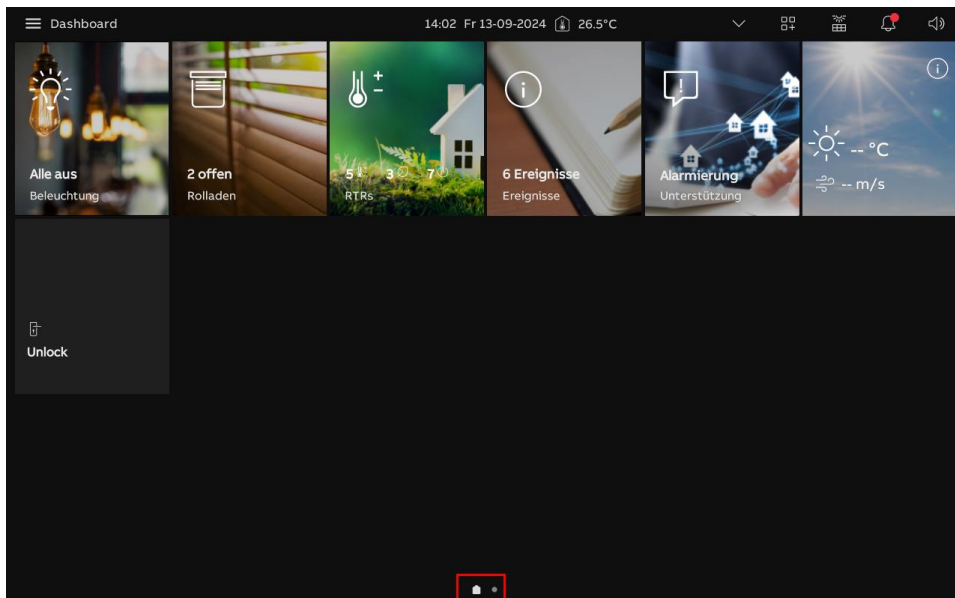 Dashboard
14:02 Fr 13-09-2024 26.5°C
Alle aus
Beleuchtung
2 offen
Rolladen
5 3 7
RTRs
6 Ereignisse
Ereignisse
Alarmierung
Unterstützung
-- °C
-- m/s
Unlock